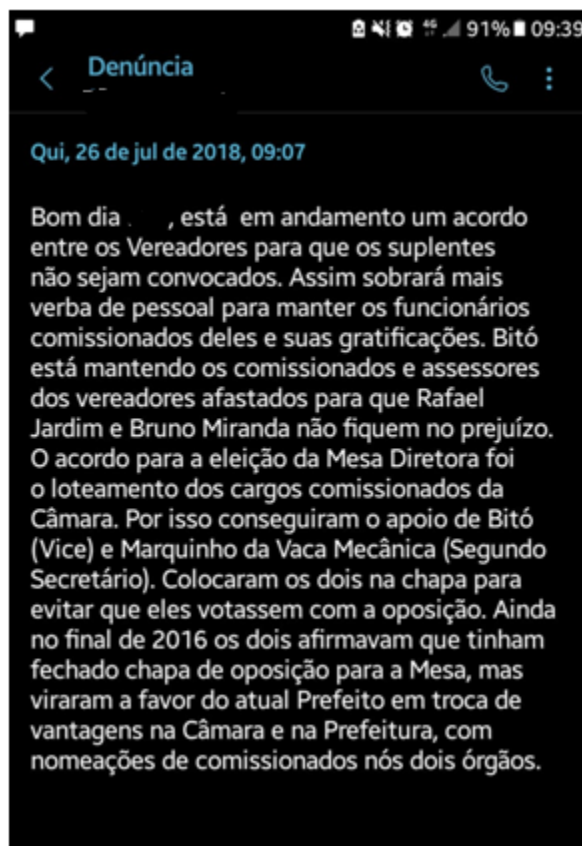 4G 91% 09:39
Denúncia
Qui, 26 de jul de 2018, 09:07
Bom dia , está em andamento um acordo
entre os Vereadores para que os suplentes
não sejam convocados. Assim sobrará mais
verba de pessoal para manter os funcionários
comissionados deles e suas gratificações. Bitó
está mantendo os comissionados e assessores
dos vereadores afastados para que Rafael
Jardim e Bruno Miranda não fiquem no prejuízo.
O acordo para a eleição da Mesa Diretora foi
o loteamento dos cargos comissionados da
Câmara. Por isso conseguiram o apoio de Bitó
(Vice) e Marquinho da Vaca Mecânica (Segundo
Secretário). Colocaram os dois na chapa para
evitar que eles votassem com a oposição. Ainda
no final de 2016 os dois afirmavam que tinham
fechado chapa de oposição para a Mesa, mas
viraram a favor do atual Prefeito em troca de
vantagens na Câmara e na Prefeitura, com
nomeações de comissionados nós dois órgãos.